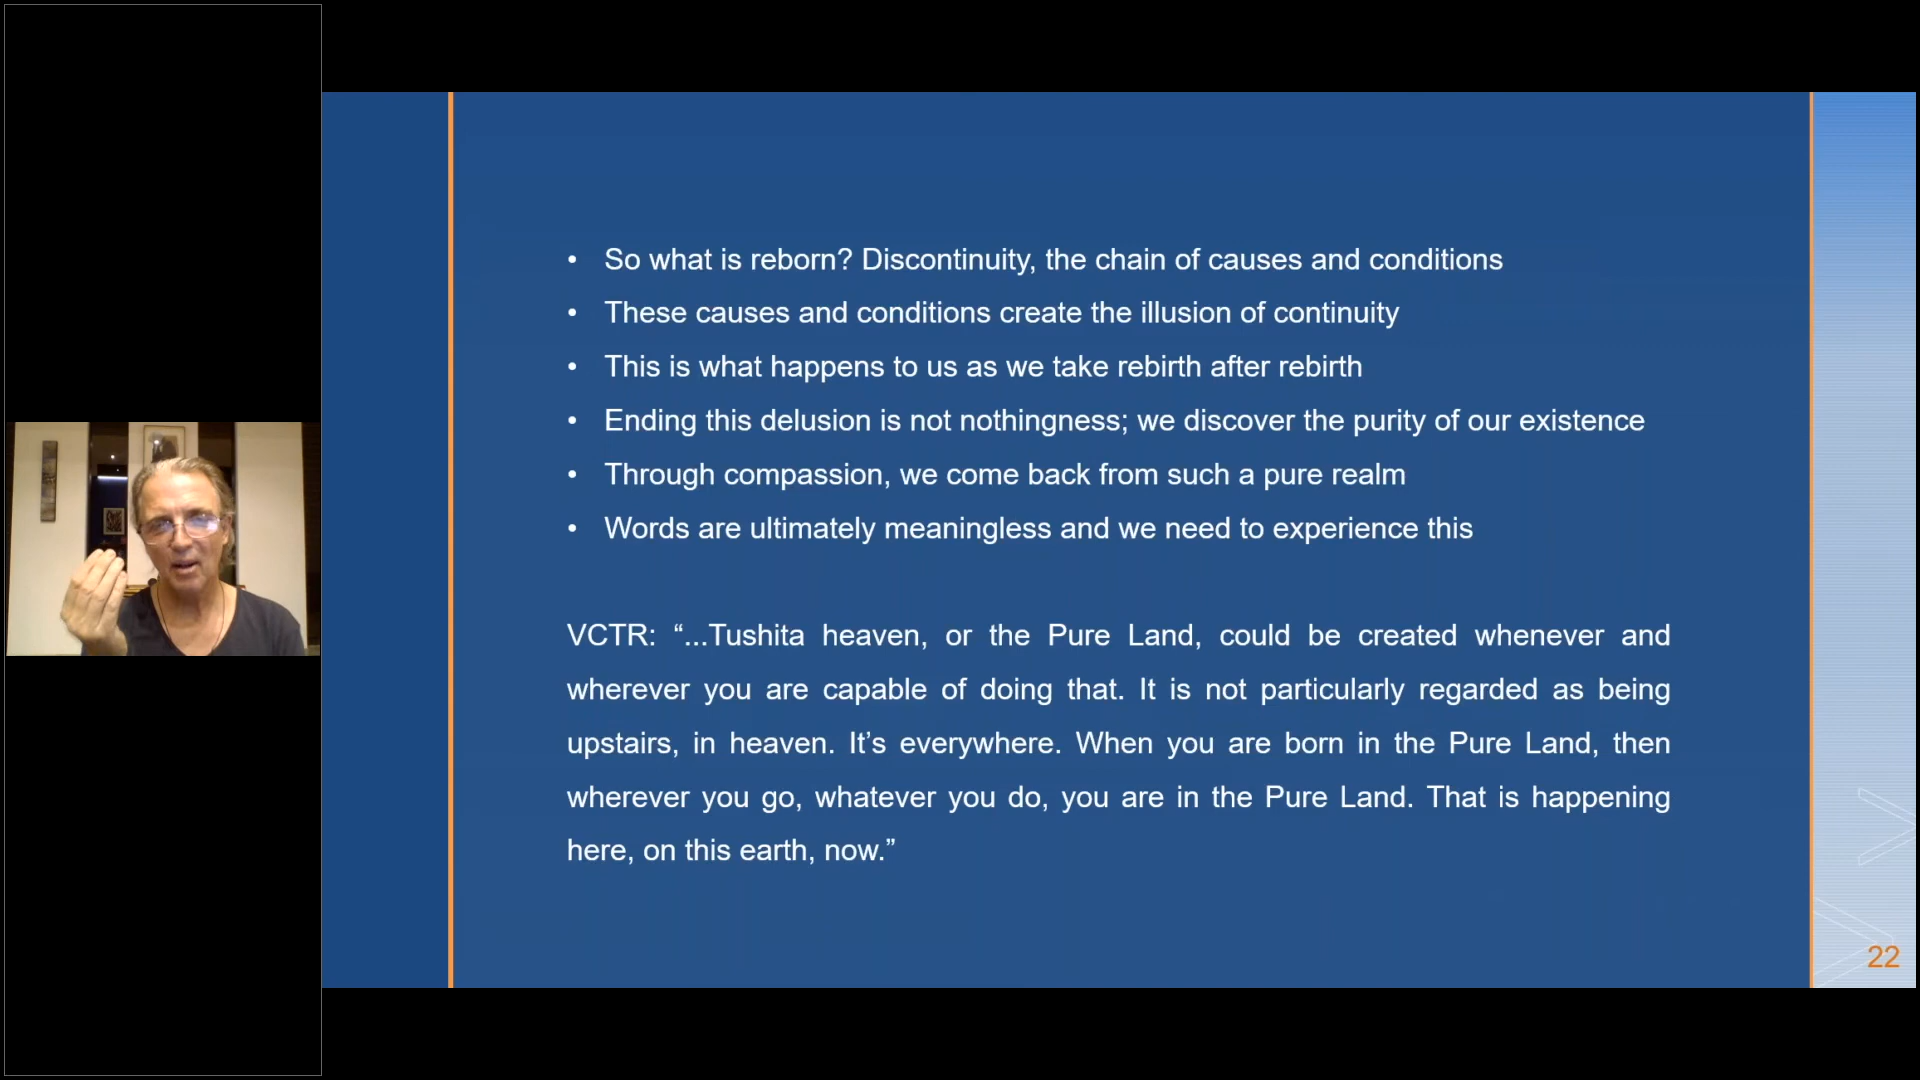 • So what is reborn? Discontinuity, the chain of causes and conditions
• These causes and conditions create the illusion of continuity
• This is what happens to us as we take rebirth after rebirth
• Ending this delusion is not nothingness; we discover the purity of our existence
• Through compassion, we come back from such a pure realm
• Words are ultimately meaningless and we need to experience this
VCTR: “...Tushita heaven, or the Pure Land, could be created whenever and
wherever you are capable of doing that. It is not particularly regarded as being
upstairs, in heaven. It’s everywhere. When you are born in the Pure Land, then
wherever you go, whatever you do, you are in the Pure Land. That is happening
here, on this earth, now.”
22